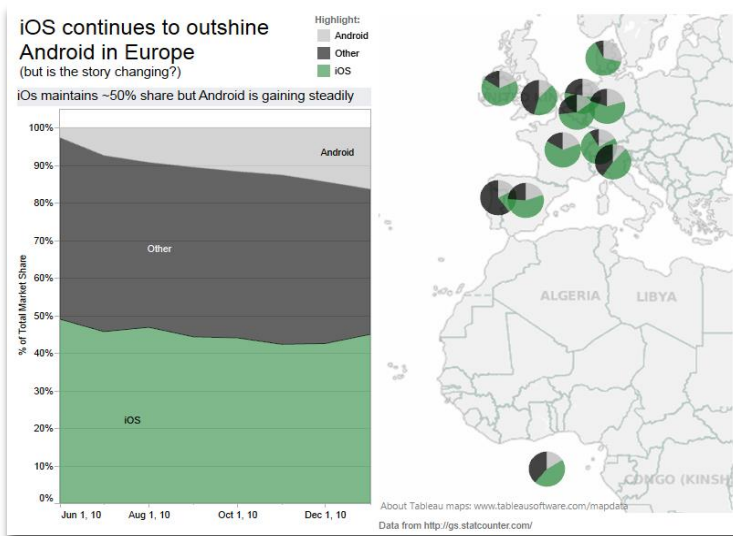 iOS continues to outshine
Android in Europe
(but is the story changing?)
Highlight:
Android
Other
iOS
iOs maintains ~50% share but Android is gaining steadily
100%
90%
80%
70%
60%
50%
40%
30%
20%
10%
0%
% of Total Market Share
Android
Other
iOS
Jun 1, 10
Aug 1, 10
Oct 1, 10
Dec 1, 10
ALGERIA
LIBYA
CONGO (KINSH
About Tableau maps: www.tableausoftware.com/mapdata
Data from http://gs.statcounter.com/